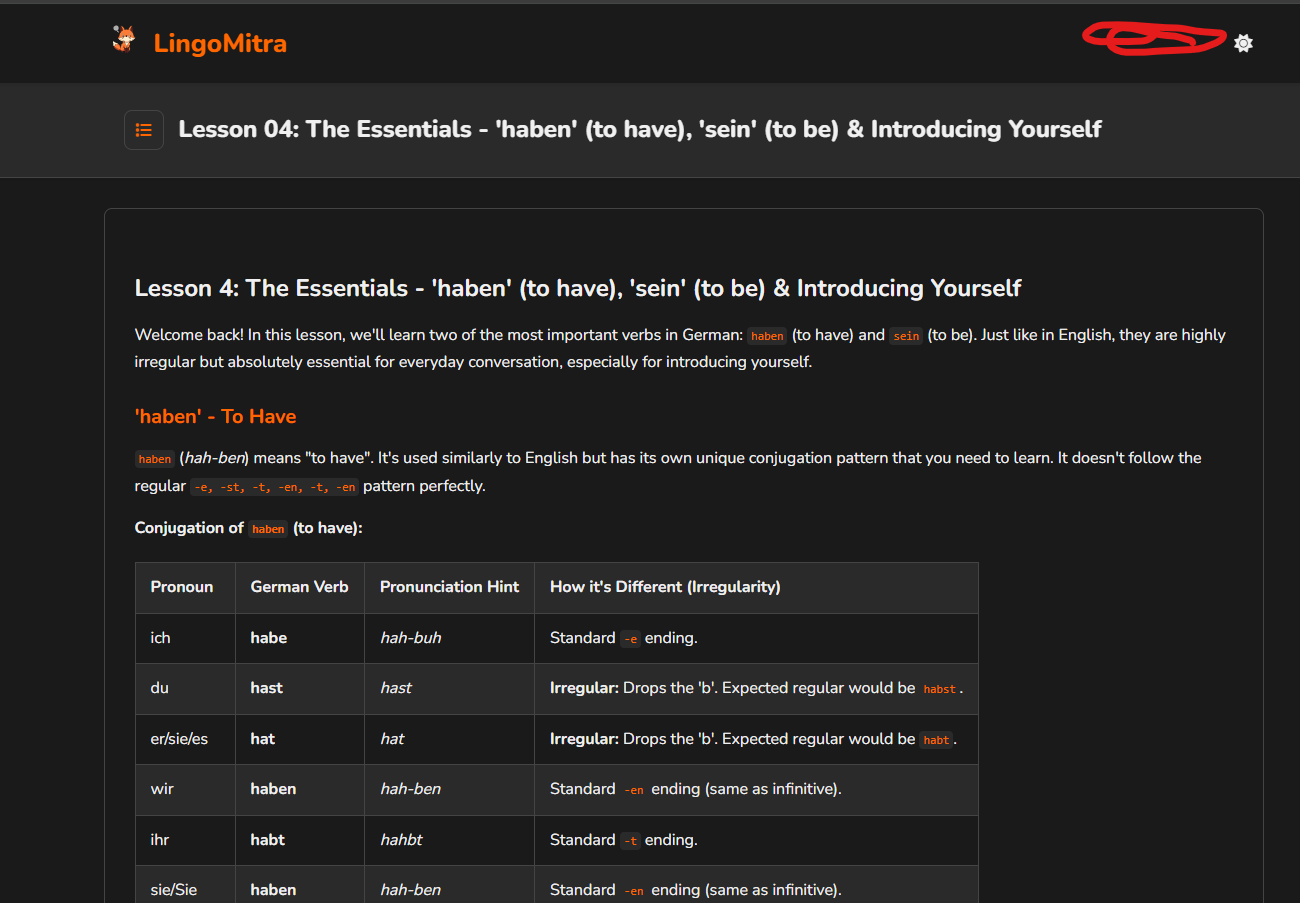 LingoMitra
Lesson 04: The Essentials - 'haben' (to have), 'sein' (to be) & Introducing Yourself
Lesson 4: The Essentials - 'haben' (to have), 'sein' (to be) & Introducing Yourself
Welcome back! In this lesson, we'll learn two of the most important verbs in German: haben (to have) and sein (to be). Just like in English, they are highly
irregular but absolutely essential for everyday conversation, especially for introducing yourself.
'haben' - To Have
haben (hah-ben) means "to have". It's used similarly to English but has its own unique conjugation pattern that you need to learn. It doesn't follow the
regular -e, -st, -t, -en, -t, -en pattern perfectly.
Conjugation of haben (to have):
Pronoun German Verb Pronunciation Hint How it's Different (Irregularity)
ich habe hah-buh Standard -e ending.
du hast hast Irregular: Drops the 'b'. Expected regular would be habst.
er/sie/es hat hat Irregular: Drops the 'b'. Expected regular would be habt.
wir haben hah-ben Standard -en ending (same as infinitive).
ihr habt hahbt Standard -t ending.
sie/Sie haben hah-ben Standard -en ending (same as infinitive).